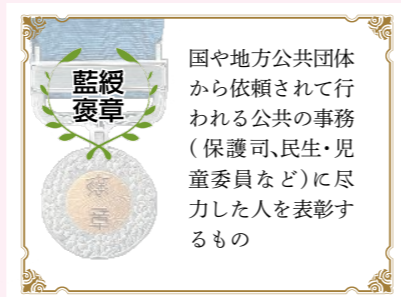 藍綬
褒章
褒章
国や地方公共団体
から依頼されて行
われる公共の事務
(保護司、民生・児
童委員など)に尽
力した人を表彰す
るもの